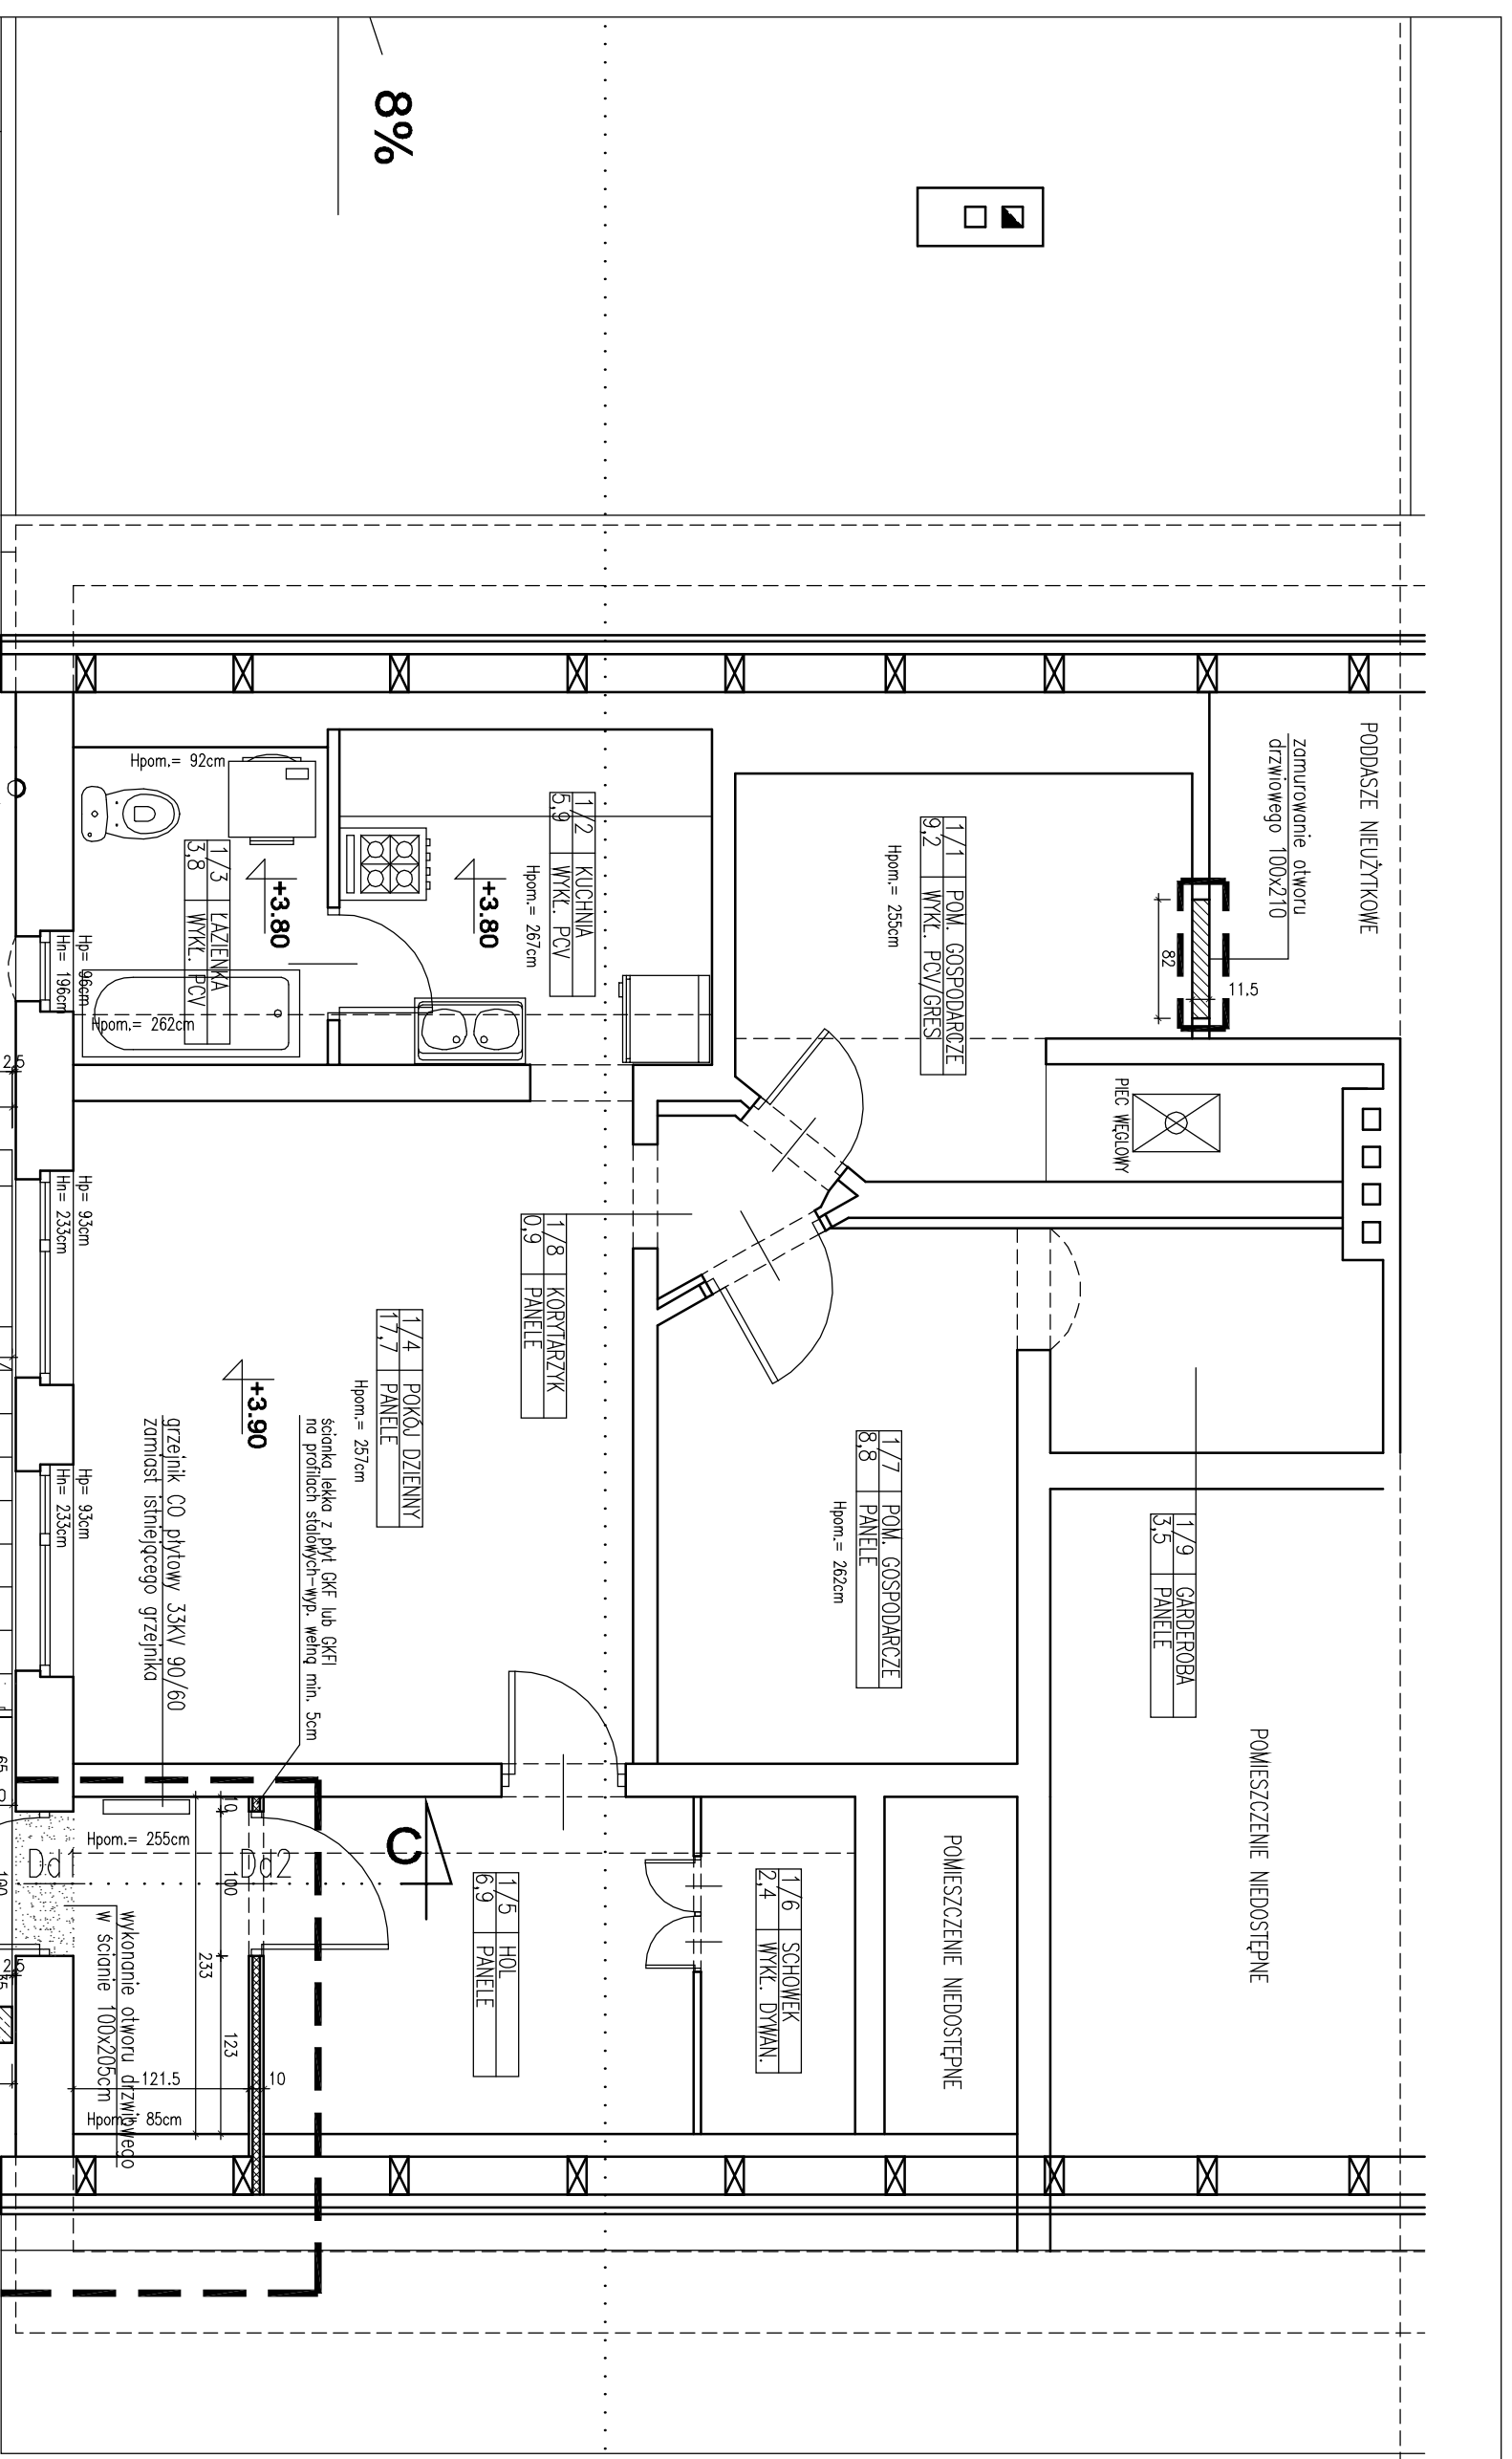 8%
PODDASZE NIEUŻYTKOWE
zamurowanie otworu
drzwiowego 100x210
82
11.5
1/1 POM. GOSPODARCZE
9,2 WYKŁ. PCV/GRES
Hpom.= 255cm
PIEC WĘGLOWY
1/2 KUCHNIA
5,9 WYKŁ. PCV
Hpom.= 267cm
+3.80
Hpom.= 92cm
+3.80
1/3 ŁAZIENKA
3,8 WYKŁ. PCV
Hpom.= 262cm
Hp= 96cm
Hn= 196cm
1/8 KORYTARZYK
0,9 PANELE
1/4 POKÓJ DZIENNY
17,7 PANELE
Hpom.= 257cm
+3.90
Hp= 93cm
Hn= 233cm
Hp= 93cm
Hn= 233cm
1/7 POM. GOSPODARCZE
8,8 PANELE
Hpom.= 262cm
1/9 GARDEROBA
3,5 PANELE
POMIESZCZENIE NIEDOSTĘPNE
POMIESZCZENIE NIEDOSTĘPNE
ścianka lekka z płyt GKF lub GKFI
na profilach stalowych-wyp. wełną min. 5cm
grzejnik CO płytowy 33KV 90/60
zamiast istniejącego grzejnika
1/6 SCHOWEK
2,4 WYKŁ. DYWAN.
1/5 HOL
6,9 PANELE
C
Dd2
Dd1
Hpom.= 255cm
10
100
123
233
121.5
10
Hpom.= 85cm
wykonanie otworu drzwiowego
w ścianie 100x205cm
2,5
65
100
2,5